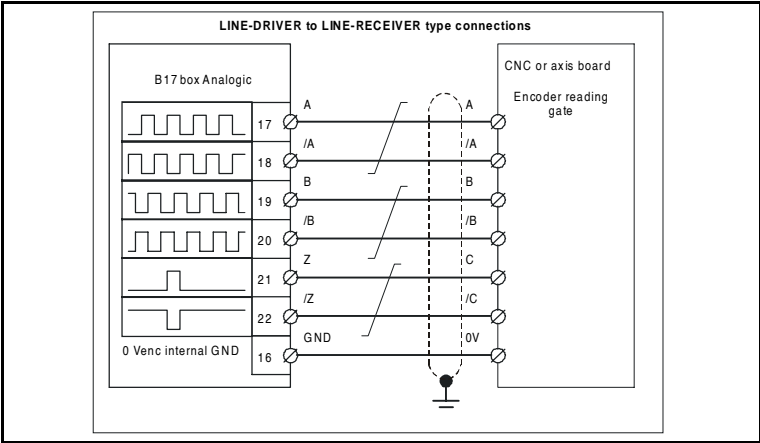 LINE-DRIVER to LINE-RECEIVER type connections
B17 box Analogic
CNC or axis board
Encoder reading
gate
17 A A
18 /A /A
19 B B
20 /B /B
21 Z C
22 /Z /C
0 Venc internal GND 16 GND 0V